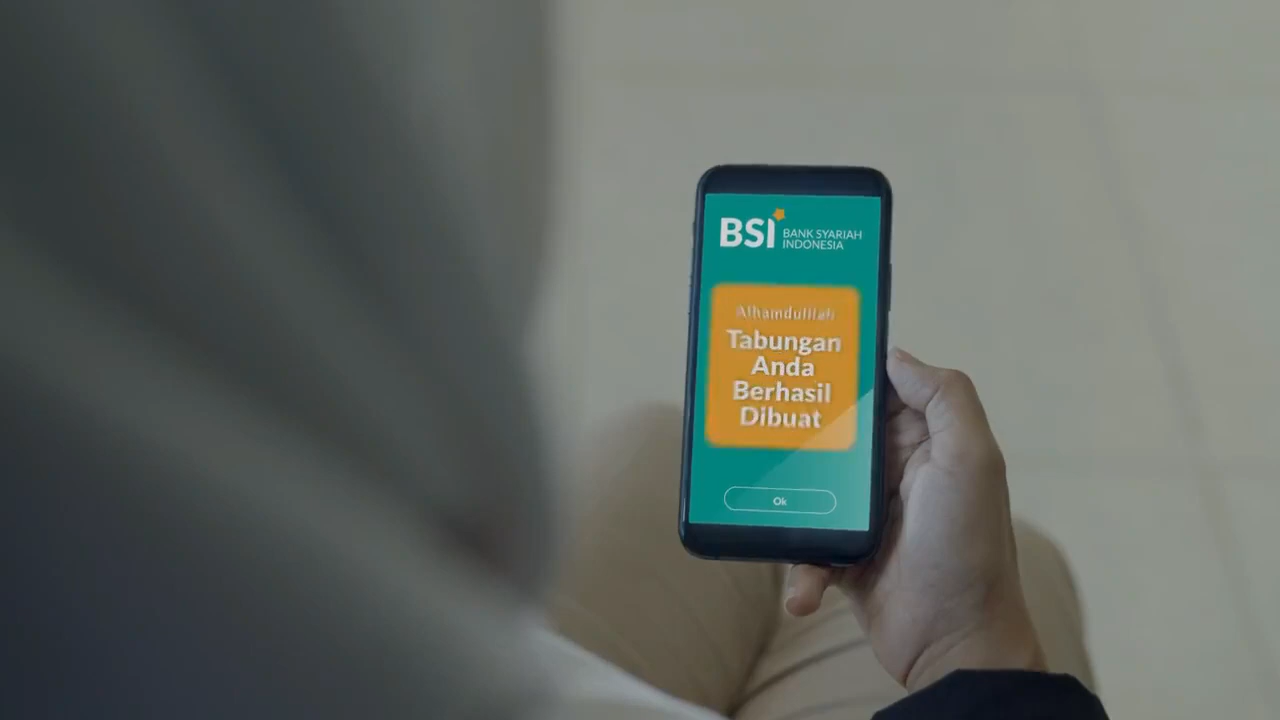 BSI
BANK SYARIAH
INDONESIA
Alhamdulillah
Tabungan
Anda
Berhasil
Dibuat
Ok